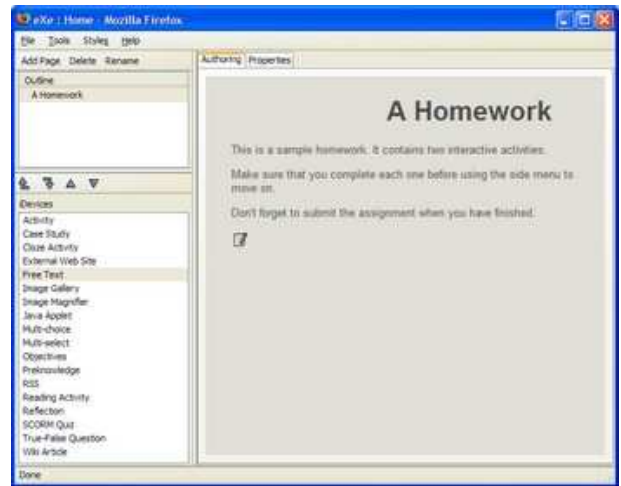 eXe : Home - Mozilla Firefox
File Tools Styles Help
Add Page Delete Rename
Authoring Properties
Outline
A Homework
A Homework
This is a sample homework. It contains two interactive activities.
Make sure that you complete each one before using the side menu to
move on.
Don't forget to submit the assignment when you have finished.
iDevices
Activity
Case Study
Cloze Activity
External Web Site
Free Text
Image Gallery
Image Magnifier
Java Applet
Multi-choice
Multi-select
Objectives
Preknowledge
RSS
Reading Activity
Reflection
SCORM Quiz
True-False Question
Wiki Article
Done